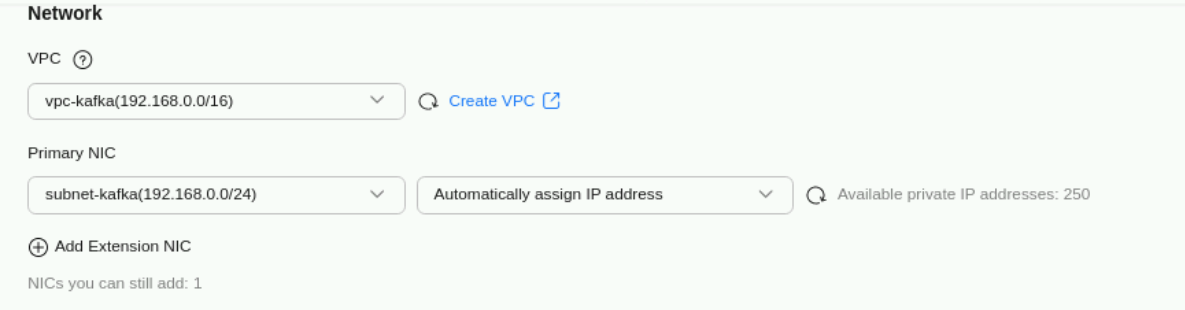 Network
VPC ?
vpc-kafka(192.168.0.0/16) Create VPC
Primary NIC
subnet-kafka(192.168.0.0/24) Automatically assign IP address Available private IP addresses: 250
Add Extension NIC
NICs you can still add: 1